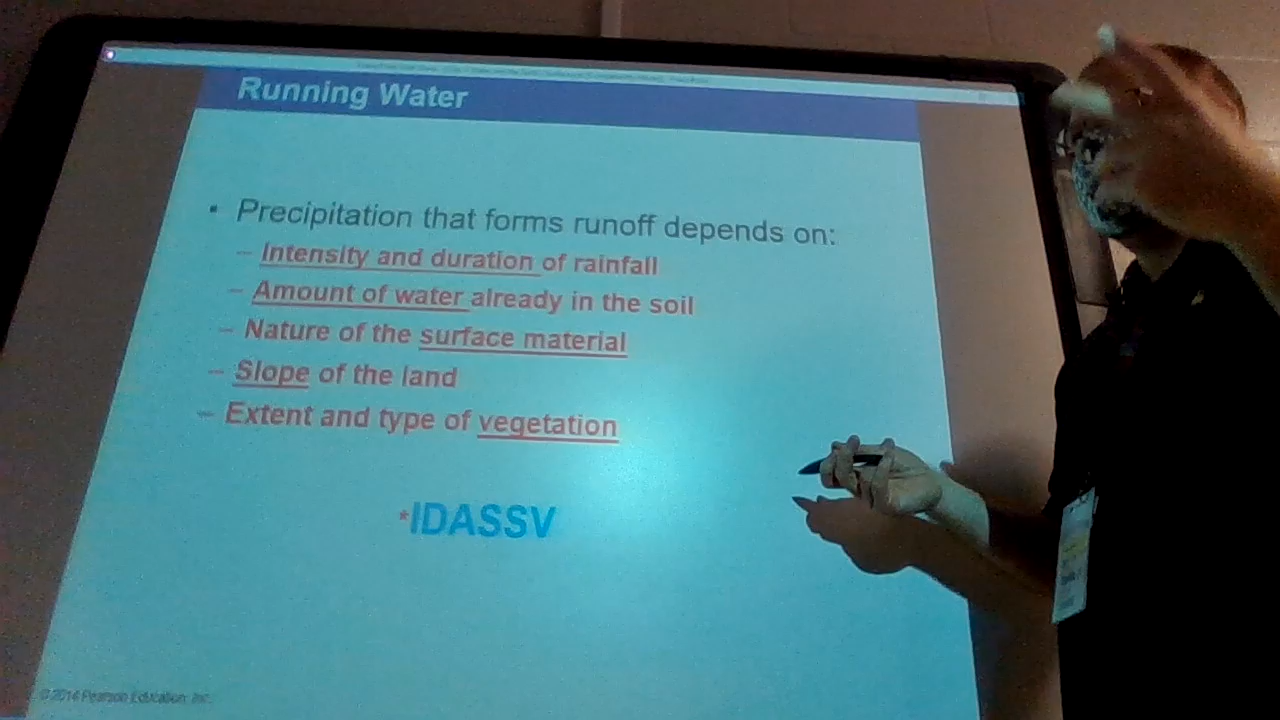 Running Water
• Precipitation that forms runoff depends on:
– Intensity and duration of rainfall
– Amount of water already in the soil
– Nature of the surface material
– Slope of the land
– Extent and type of vegetation
*IDASSV
© 2014 Pearson Education, Inc.